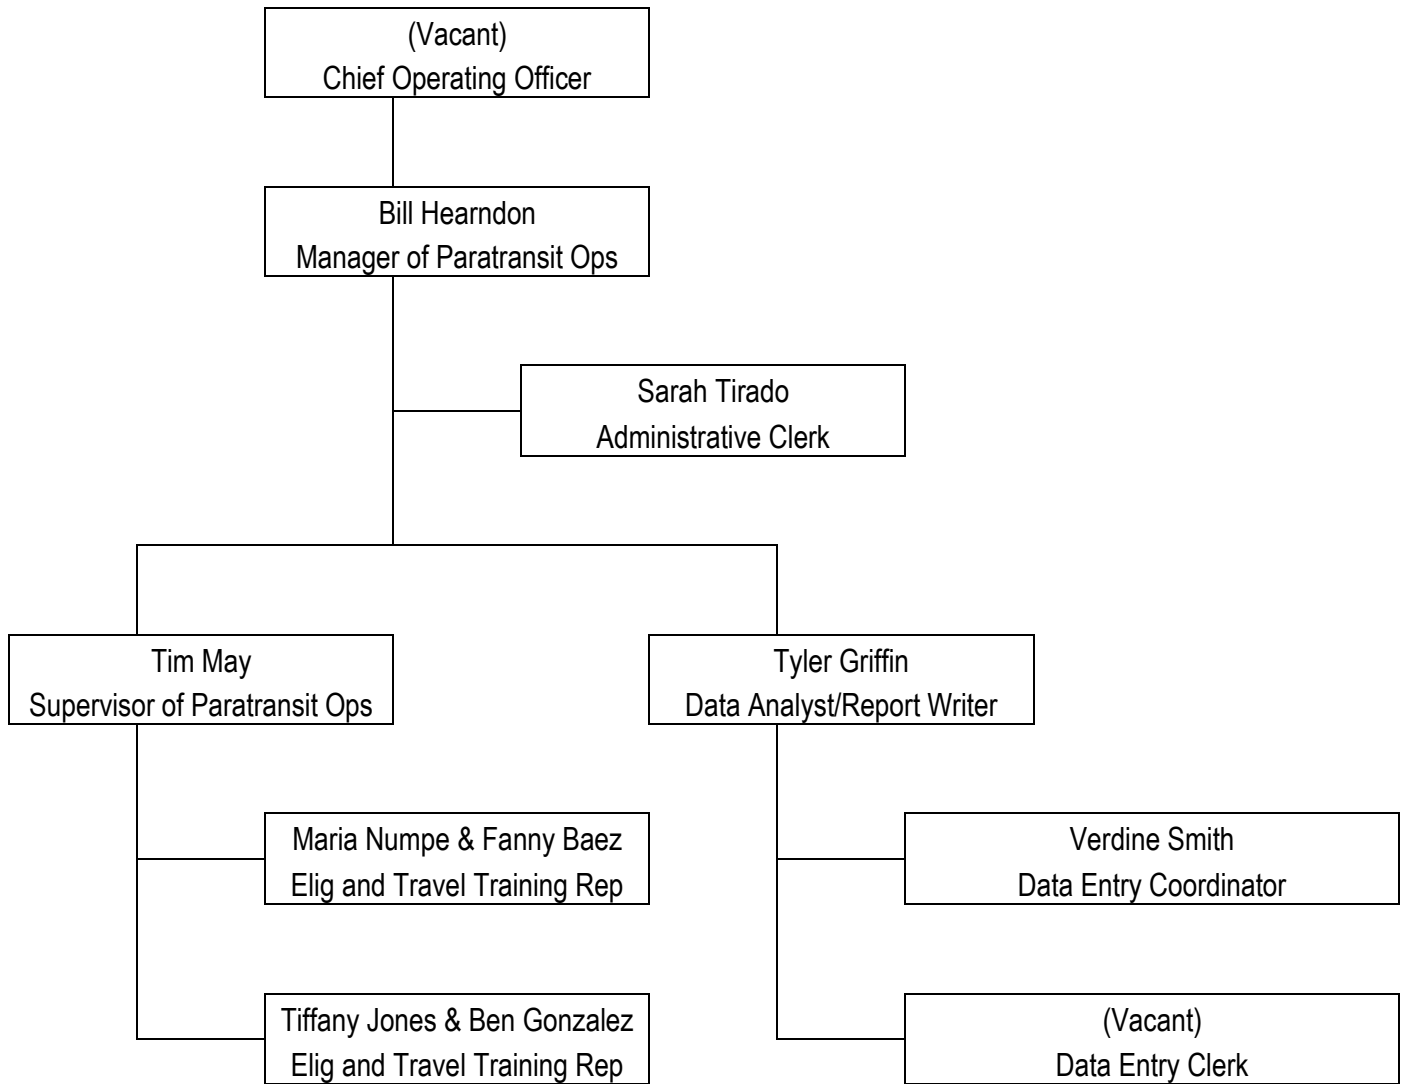 (Vacant)
Chief Operating Officer
Bill Hearndon
Manager of Paratransit Ops
Sarah Tirado
Administrative Clerk
Tim May
Supervisor of Paratransit Ops
Tyler Griffin
Data Analyst/Report Writer
Maria Numpe & Fanny Baez
Elig and Travel Training Rep
Verdine Smith
Data Entry Coordinator
Tiffany Jones & Ben Gonzalez
Elig and Travel Training Rep
(Vacant)
Data Entry Clerk